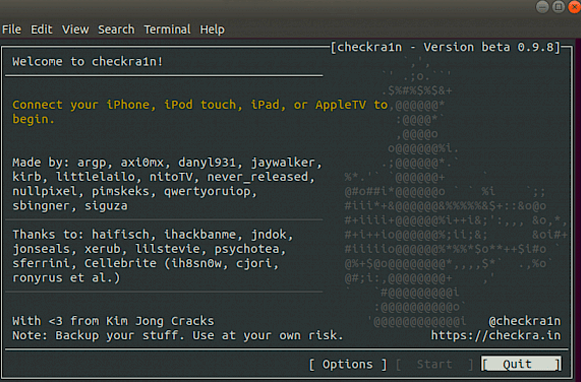 File Edit View Search Terminal Help
[checkra1n - Version beta 0.9.8]
Welcome to checkra1n!
Connect your iPhone, iPod touch, iPad, or AppleTV to
begin.
Made by: argp, axi0mx, danyl931, jaywalker,
kirb, littlelailo, nitoTV, never_released,
nullpixel, pimskeks, qwertyoruiop,
sbingner, siguza
Thanks to: haifisch, ihackbanme, jndok,
jonseals, xerub, lilstevie, psychotea,
sferrini, Cellebrite (ih8sn0w, cjori,
ronyrus et al.)
With <3 from Kim Jong Cracks @checkra1n
Note: Backup your stuff. Use at your own risk. https://checkra.in
[ Options ] [ Start ] [ Quit ]